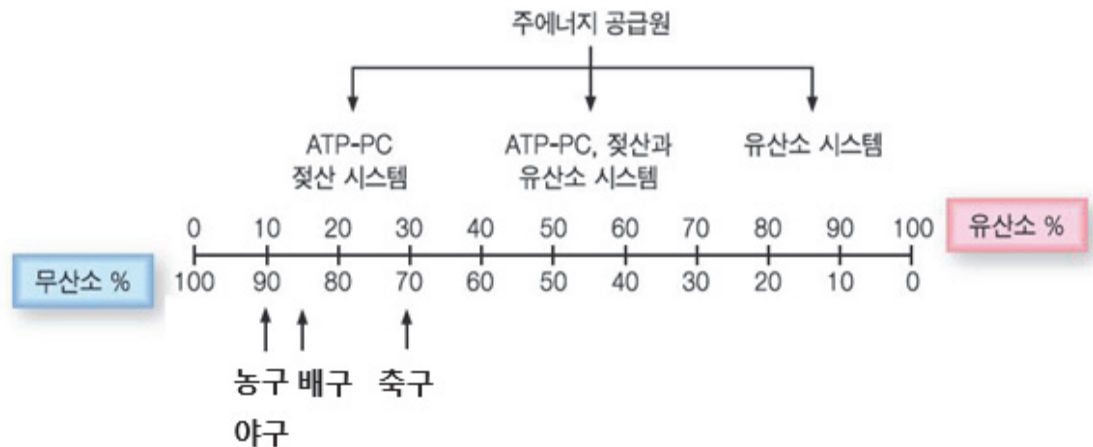 주에너지 공급원
ATP-PC
젖산 시스템
ATP-PC, 젖산과
유산소 시스템
유산소 시스템
0 10 20 30 40 50 60 70 80 90 100
유산소 %
무산소 %
100 90 80 70 60 50 40 30 20 10 0
농구 배구 축구
야구